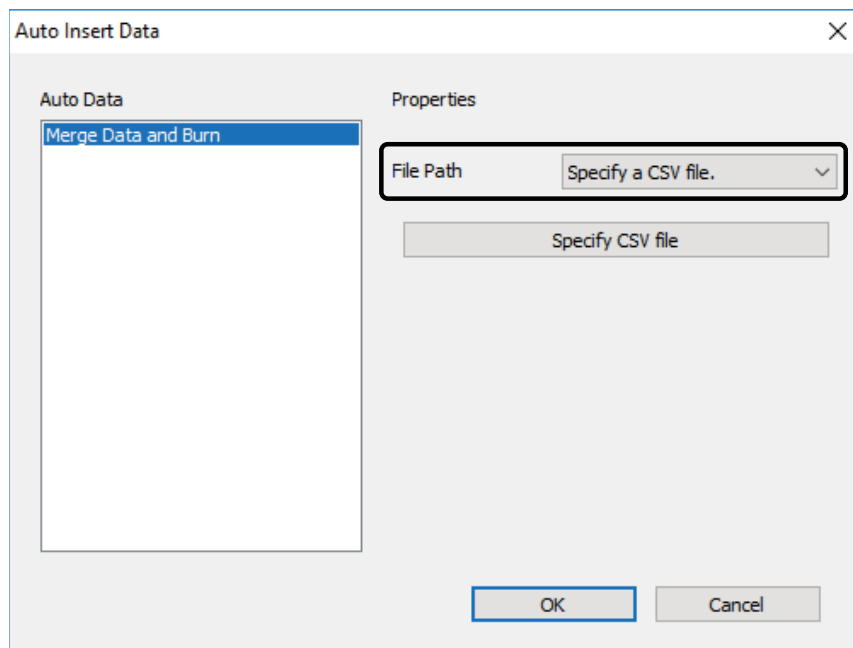 Auto Insert Data
Auto Data
Merge Data and Burn
Properties
File Path
Specify a CSV file.
Specify CSV file
OK
Cancel